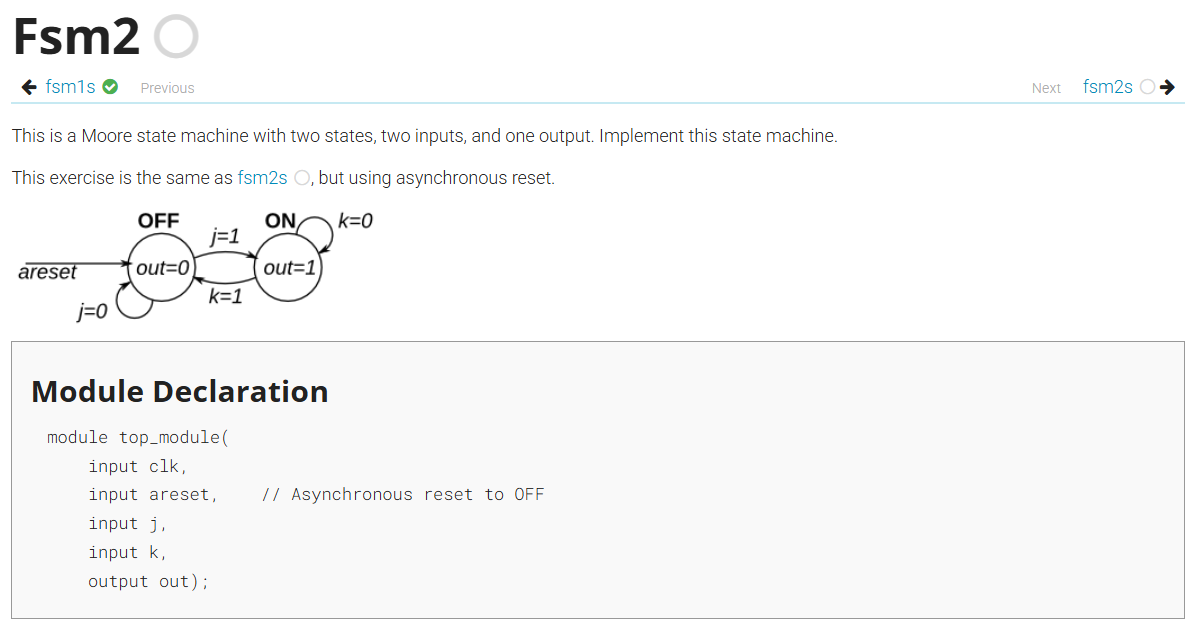 Fsm2
fsm1s Previous
Next fsm2s
This is a Moore state machine with two states, two inputs, and one output. Implement this state machine.
This exercise is the same as fsm2s , but using asynchronous reset.
OFF
ON
k=0
j=1
areset
out=0
out=1
k=1
j=0
Module Declaration
module top_module(
    input clk,
    input areset,    // Asynchronous reset to OFF
    input j,
    input k,
    output out);